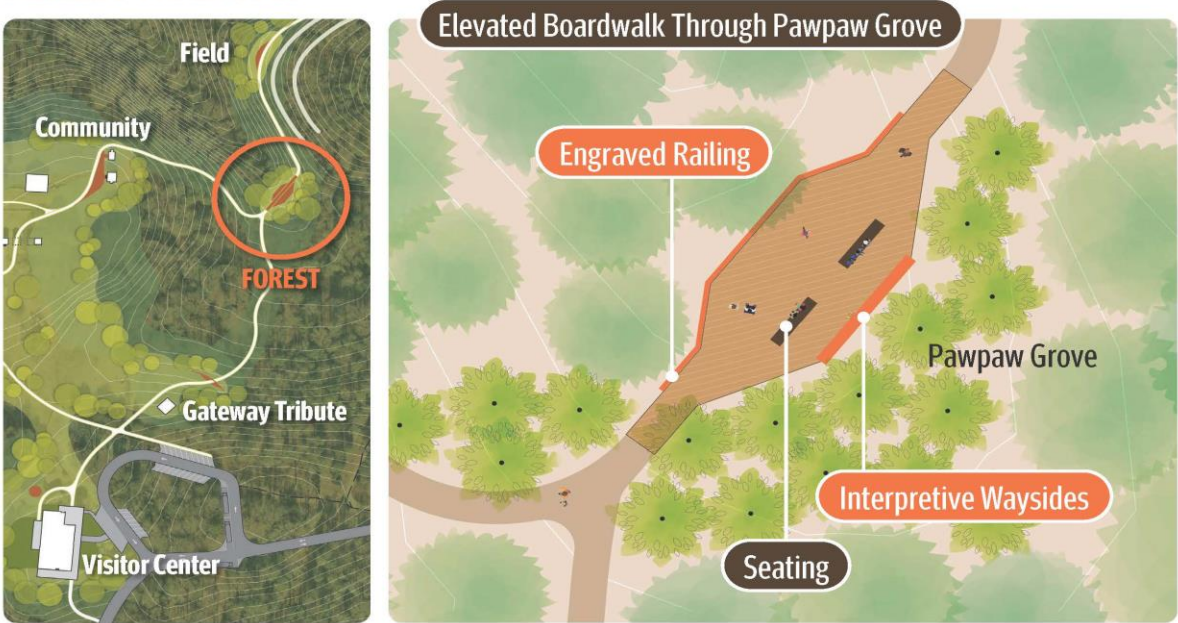 Field
Community
FOREST
Gateway Tribute
Visitor Center
Elevated Boardwalk Through Pawpaw Grove
Engraved Railing
Pawpaw Grove
Interpretive Waysides
Seating